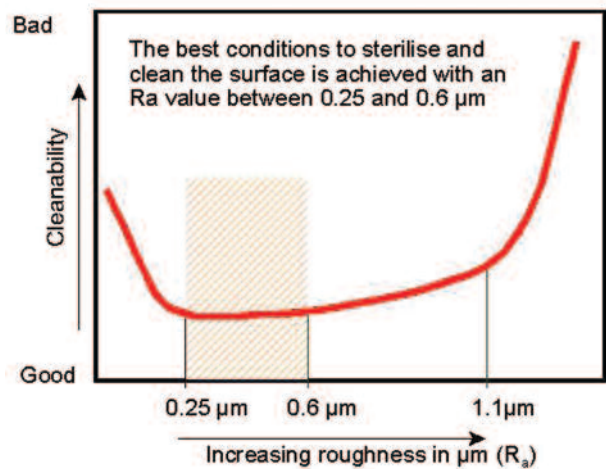 Bad
The best conditions to sterilise and
clean the surface is achieved with an
Ra value between 0.25 and 0.6 µm
Cleanability
Good
0.25 µm
0.6 µm
1.1µm
Increasing roughness in µm (Ra)